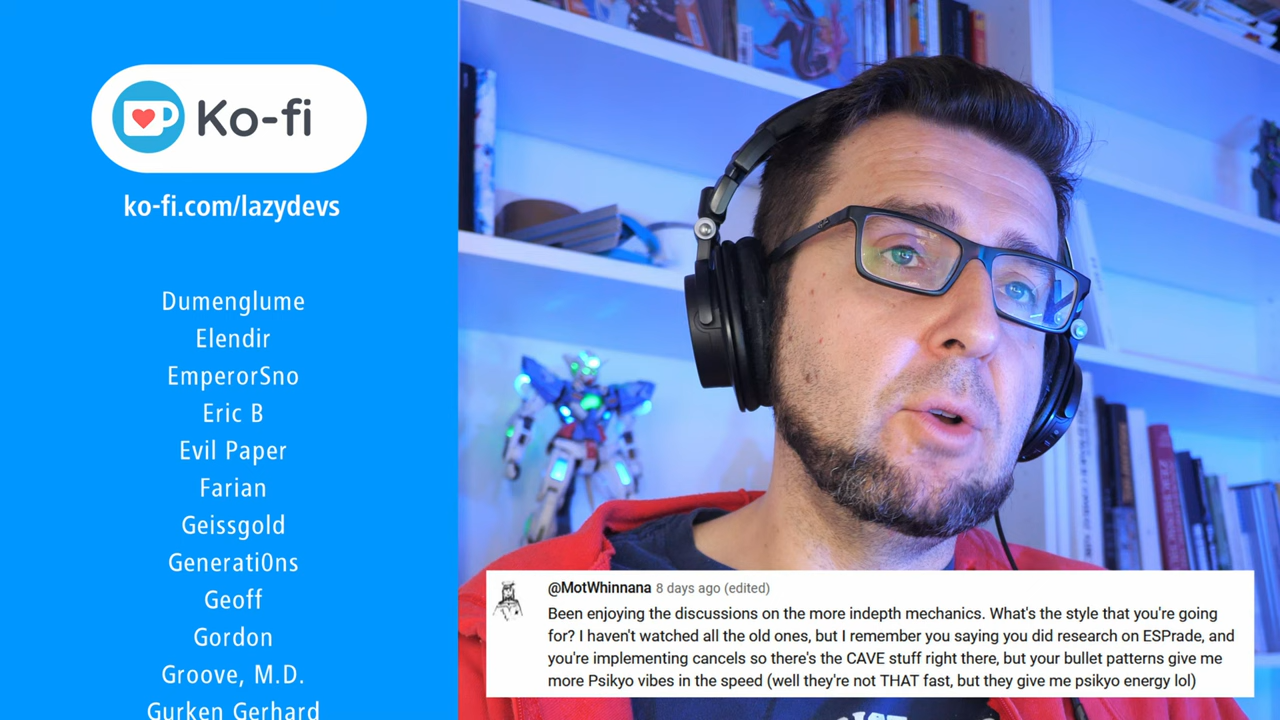 Ko-fi
ko-fi.com/lazydevs
Dumenglume
Elendir
EmperorSno
Eric B
Evil Paper
Farian
Geissgold
Generati0ns
Geoff
Gordon
Groove, M.D.
Gurken Gerhard
@MotWhinnana 8 days ago (edited)
Been enjoying the discussions on the more indepth mechanics. What's the style that you're going
for? I haven't watched all the old ones, but I remember you saying you did research on ESPrade, and
you're implementing cancels so there's the CAVE stuff right there, but your bullet patterns give me
more Psikyo vibes in the speed (well they're not THAT fast, but they give me psikyo energy lol)